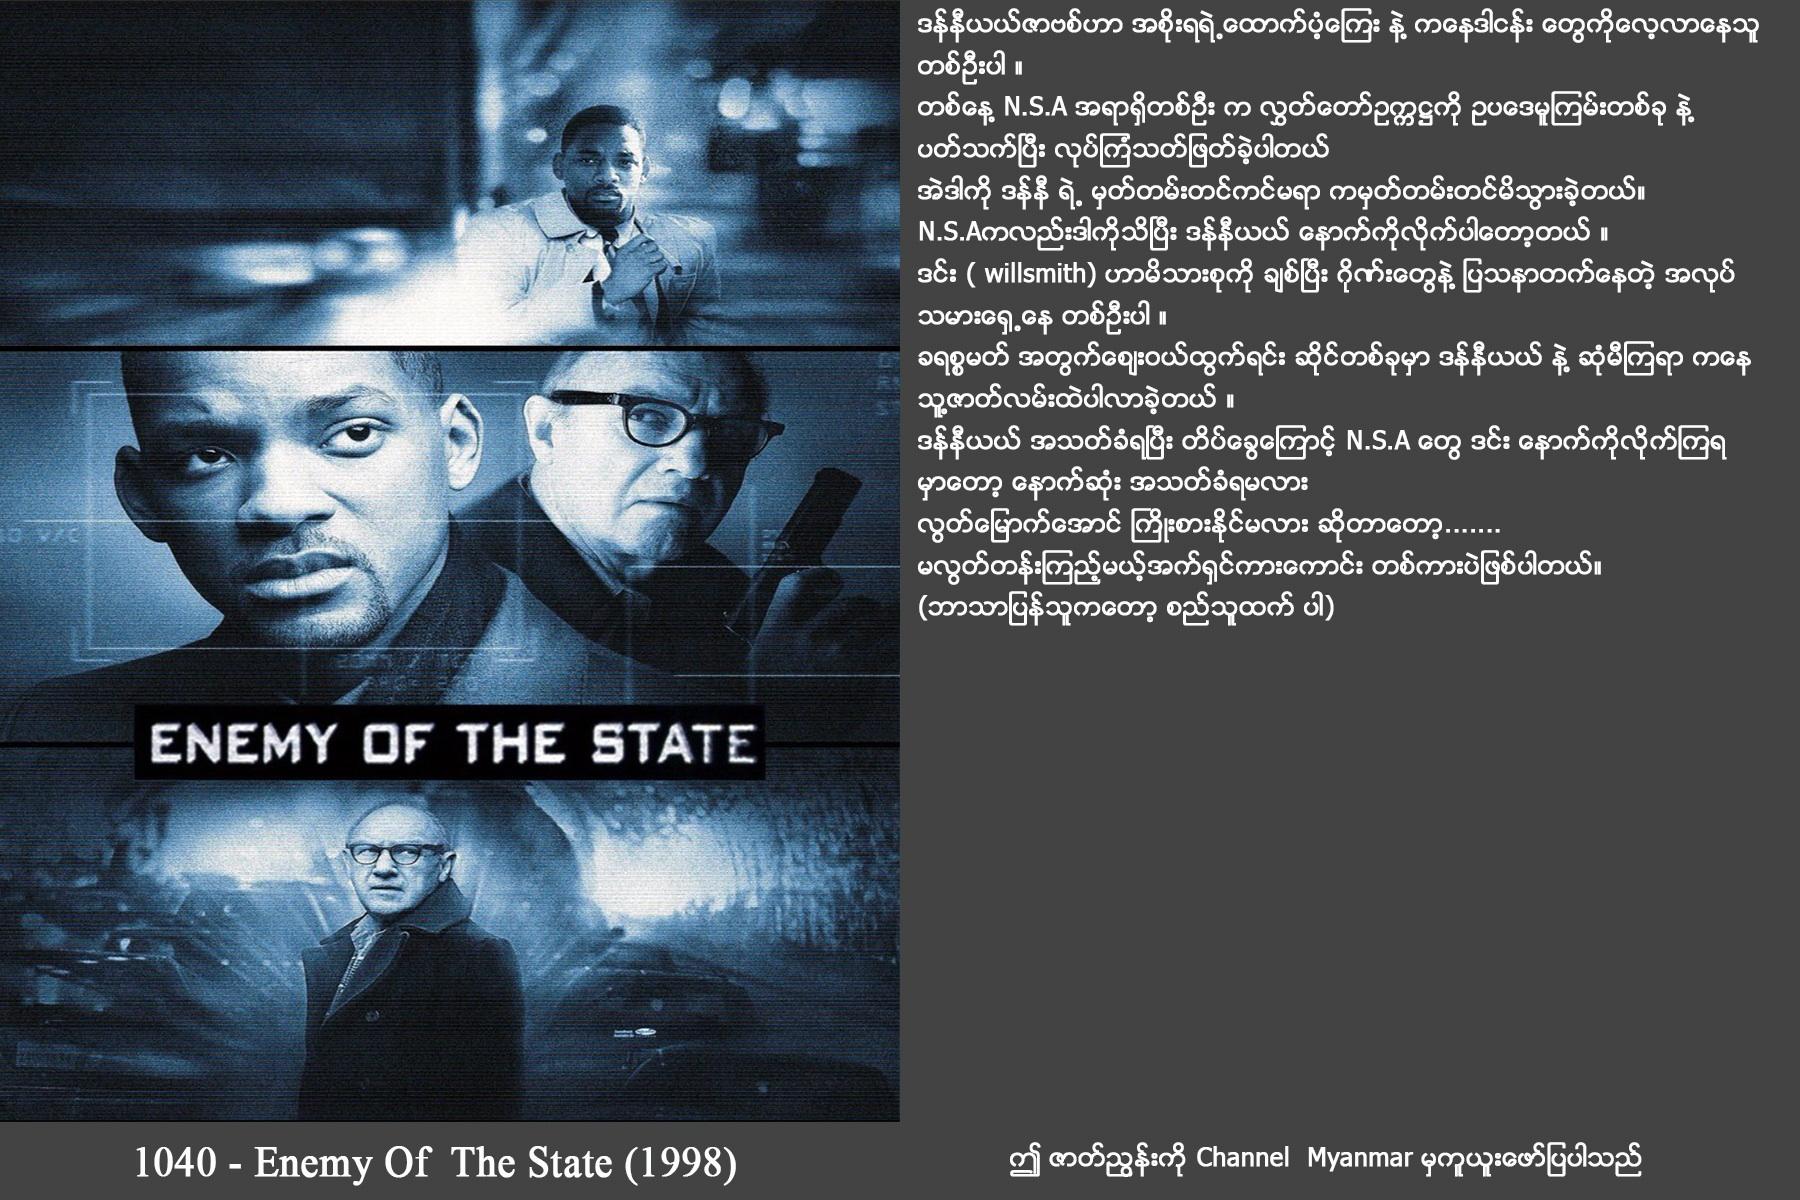 ENEMY OF THE STATE
1040 - Enemy Of The State (1998)
ဒန်နီယယ်ဇာဗစ်ဟာ အစိုးရရဲ့ထောက်ပံ့ကြေး နဲ့ ကနေဒါငန်း တွေကိုလေ့လာနေသူ
တစ်ဦးပါ ။
တစ်နေ့ N.S.A အရာရှိတစ်ဦး က လွှတ်တော်ဥက္ကဋ္ဌကို ဥပဒေမူကြမ်းတစ်ခု နဲ့
ပတ်သက်ပြီး လုပ်ကြံသတ်ဖြတ်ခဲ့ပါတယ်
အဲဒါကို ဒန်နီ ရဲ့ မှတ်တမ်းတင်ကင်မရာ ကမှတ်တမ်းတင်မိသွားခဲ့တယ်။
N.S.Aကလည်းဒါကိုသိပြီး ဒန်နီယယ် နောက်ကိုလိုက်ပါတော့တယ် ။
ဒင်း ( willsmith) ဟာမိသားစုကို ချစ်ပြီး ဂိုဏ်းတွေနဲ့ ပြသနာတက်နေတဲ့ အလုပ်
သမားရှေ့နေ တစ်ဦးပါ ။
ခရစ္စမတ် အတွက်ဈေးဝယ်ထွက်ရင်း ဆိုင်တစ်ခုမှာ ဒန်နီယယ် နဲ့ ဆုံမီကြရာ ကနေ
သူ့ဇာတ်လမ်းထဲပါလာခဲ့တယ် ။
ဒန်နီယယ် အသတ်ခံရပြီး တိပ်ခွေကြောင့် N.S.A တွေ ဒင်း နောက်ကိုလိုက်ကြရ
မှာတော့ နောက်ဆုံး အသတ်ခံရမလား
လွတ်မြောက်အောင် ကြိုးစားနိုင်မလား ဆိုတာတော့.......
မလွတ်တန်းကြည့်မယ့်အက်ရှင်ကားကောင်း တစ်ကားပဲဖြစ်ပါတယ်။
(ဘာသာပြန်သူကတော့ စည်သူထက် ပါ)
ဤ ဇာတ်ညွှန်းကို Channel Myanmar မှကူယူးဖော်ပြပါသည်